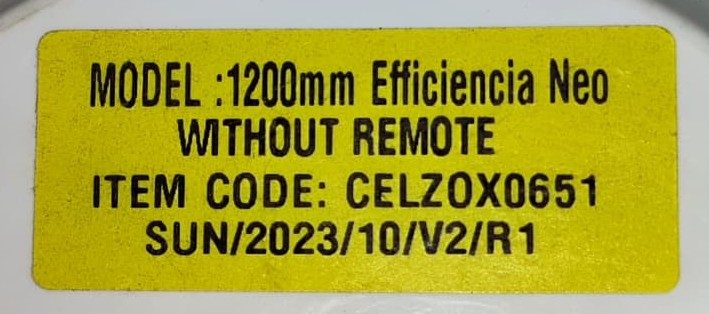 MODEL :1200mm Efficiencia Neo
WITHOUT REMOTE
ITEM CODE: CELZOX0651
SUN/2023/10/V2/R1